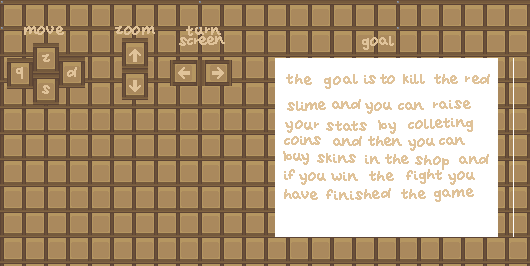 move
zoom
turn
screen
goal
z
q
d
s
↑
↓
← →
the goal is to kill the red
slime and you can raise
your stats by colleting
coins and then you can
buy skins in the shop and
if you win the fight you
have finished the game